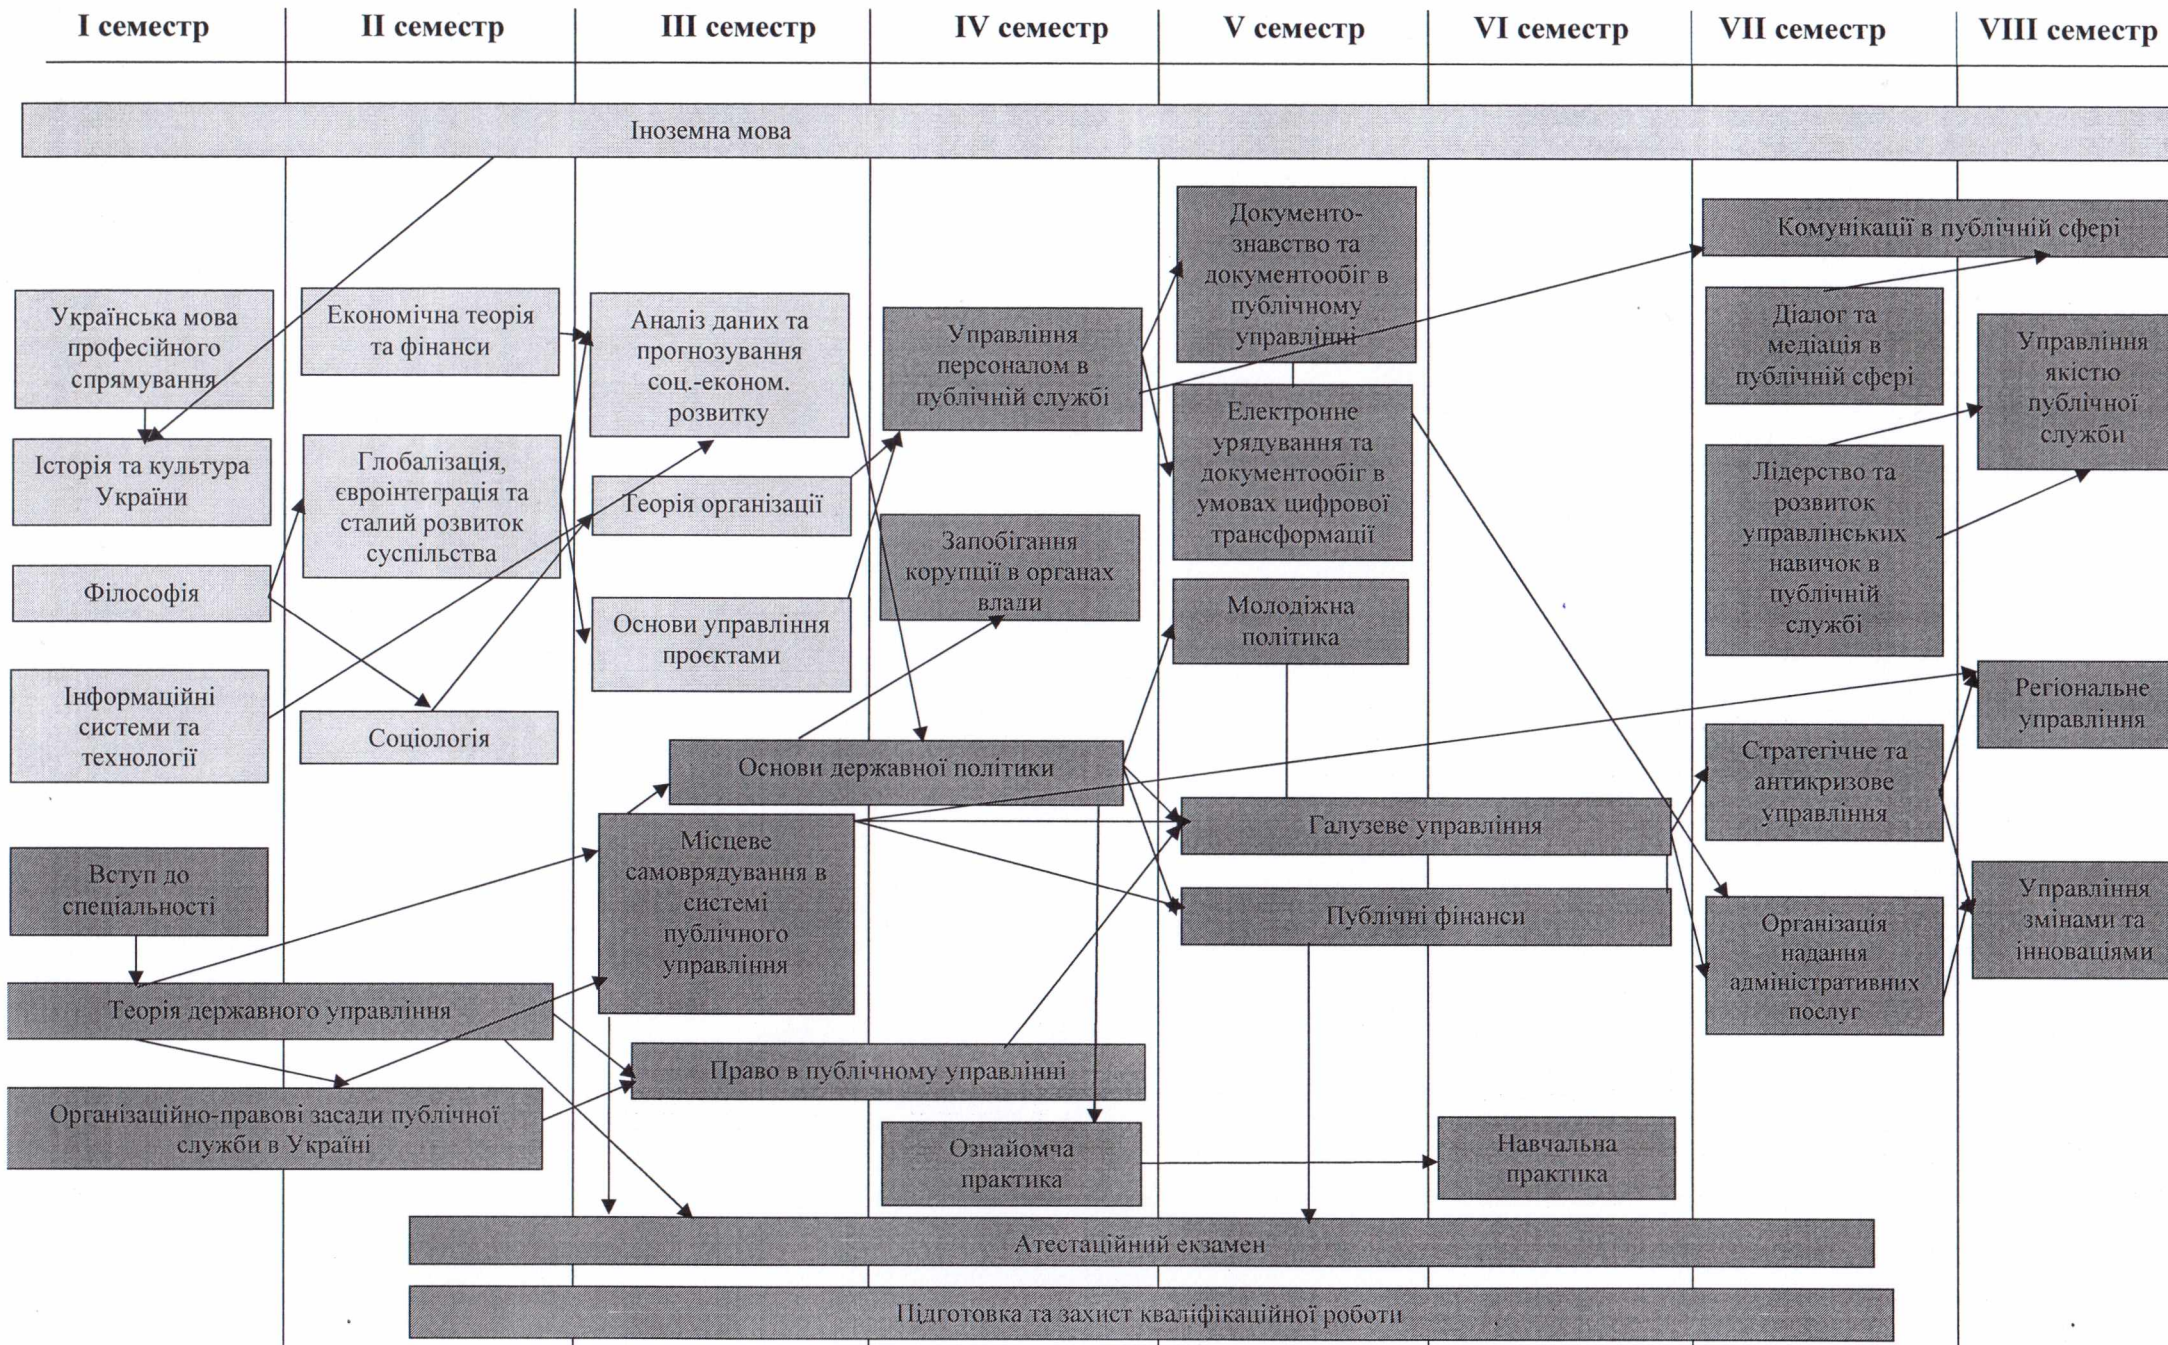 I семестр
II семестр
III семестр
IV семестр
V семестр
VI семестр
VII семестр
VIII семестр
Іноземна мова
Українська мова
професійного
спрямування
Історія та культура
України
Філософія
Інформаційні
системи та
технології
Вступ до
спеціальності
Теорія державного управління
Організаційно-правові засади публічної
служби в Україні
Економічна теорія
та фінанси
Глобалізація,
євроінтеграція та
сталий розвиток
суспільства
Соціологія
Аналіз даних та
прогнозування
соц.-економ.
розвитку
Теорія організації
Основи управління
проєктами
Основи державної політики
Місцеве
самоврядування в
системі
публічного
управління
Право в публічному управлінні
Управління
персоналом в
публічній службі
Запобігання
корупції в органах
влади
Ознайомча
практика
Документо-
знавство та
документообіг в
публічному
управлінні
Електронне
урядування та
документообіг в
умовах цифрової
трансформації
Молодіжна
політика
Галузеве управління
Публічні фінанси
Навчальна
практика
Комунікації в публічній сфері
Діалог та
медіація в
публічній сфері
Лідерство та
розвиток
управлінських
навичок в
публічній
службі
Стратегічне та
антикризове
управління
Організація
надання
адміністративних
послуг
Управління
якістю
публічної
служби
Регіональне
управління
Управління
змінами та
інноваціями
Атестаційний екзамен
Підготовка та захист кваліфікаційної роботи